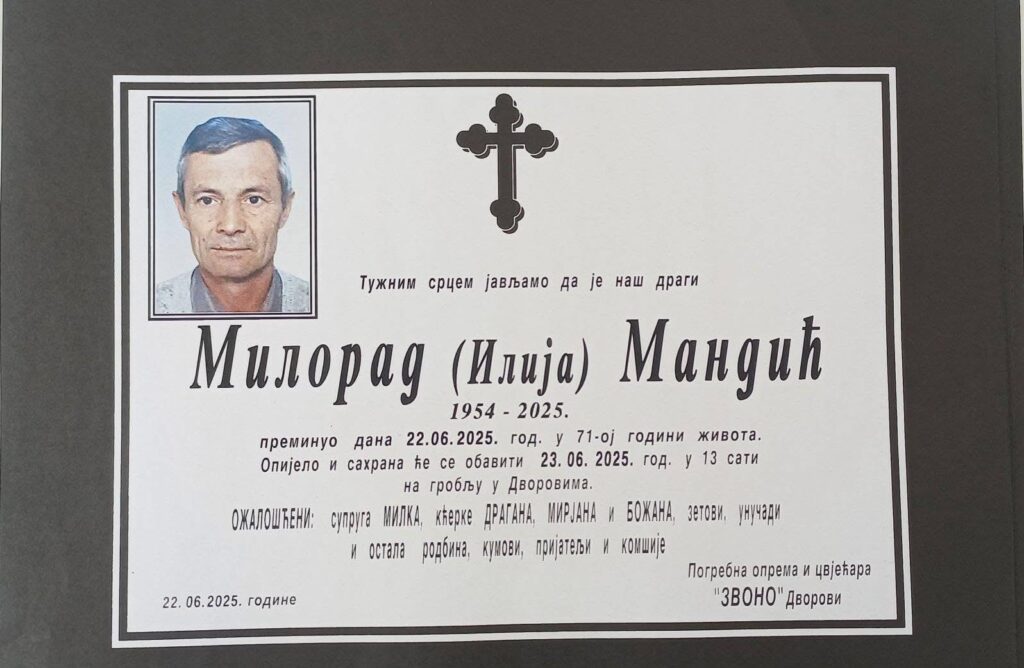 Тужним срцем јављамо да је наш драги
Милорад (Илија) Мандић
1954 - 2025.
преминуо дана 22.06.2025. год. у 71-ој години живота.
Опијело и сахрана ће се обавити 23.06.2025. год. у 13 сати
на гробљу у Дворовима.
ОЖАЛОШЋЕНИ: супруга МИЛКА, кћерке ДРАГАНА, МИРЈАНА и БОЖАНА, зетови, унучади
и остала родбина, кумови, пријатељи и комшије
Погребна опрема и цвјећара
"ЗВОНО" Дворови
22.06.2025. године